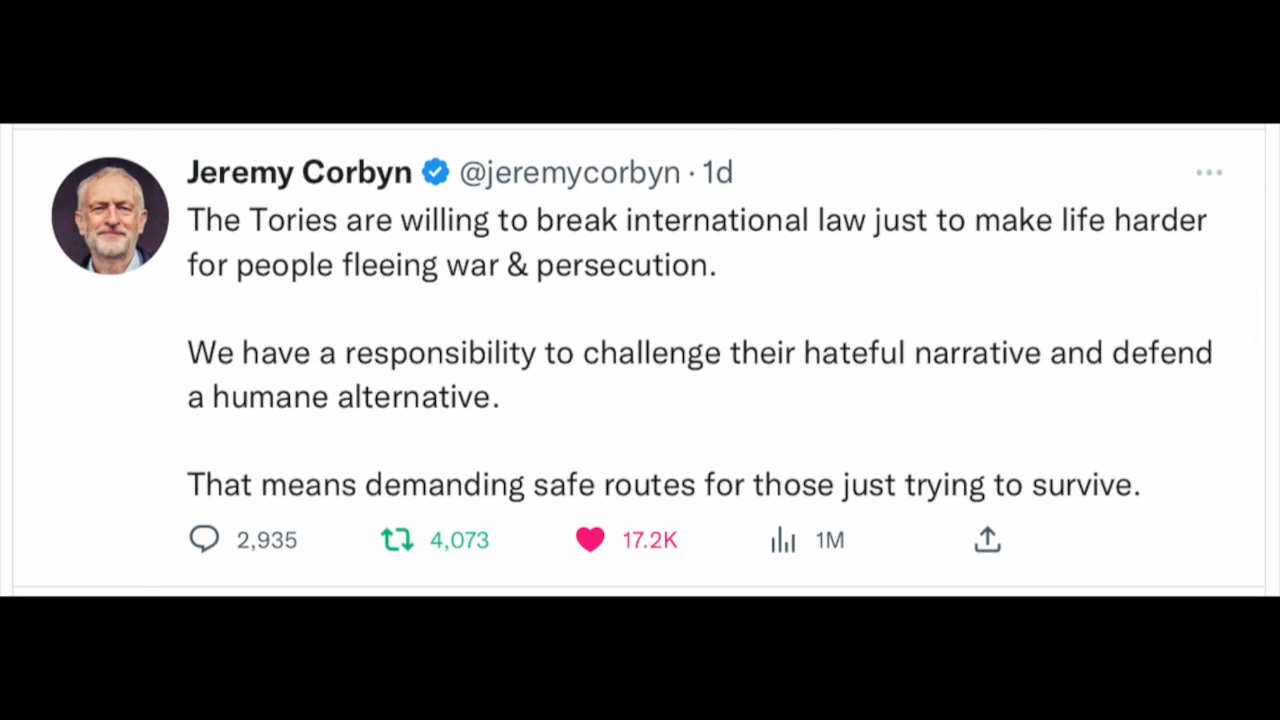 Jeremy Corbyn @jeremycorbyn · 1d
The Tories are willing to break international law just to make life harder
for people fleeing war & persecution.
We have a responsibility to challenge their hateful narrative and defend
a humane alternative.
That means demanding safe routes for those just trying to survive.
2,935 4,073 17.2K 1M